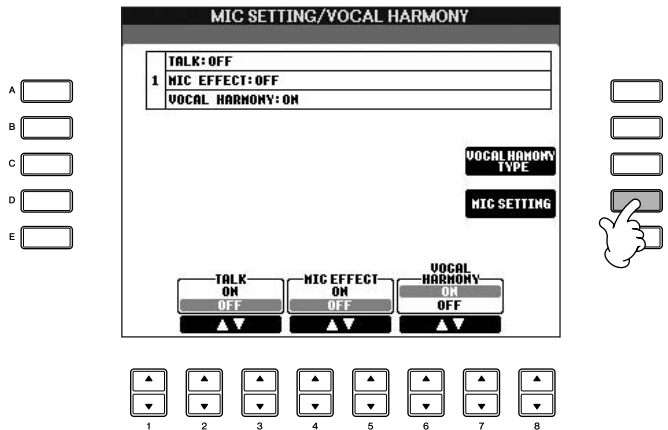 MIC SETTING/VOCAL HARMONY
TALK:OFF
1 MIC EFFECT:OFF
VOCAL HARMONY:ON
A
B
C
D
E
VOCAL HAMONY
TYPE
MIC SETTING
TALK
ON
OFF
MIC EFFECT
ON
OFF
VOCAL
HARMONY
ON
OFF
1 2 3 4 5 6 7 8